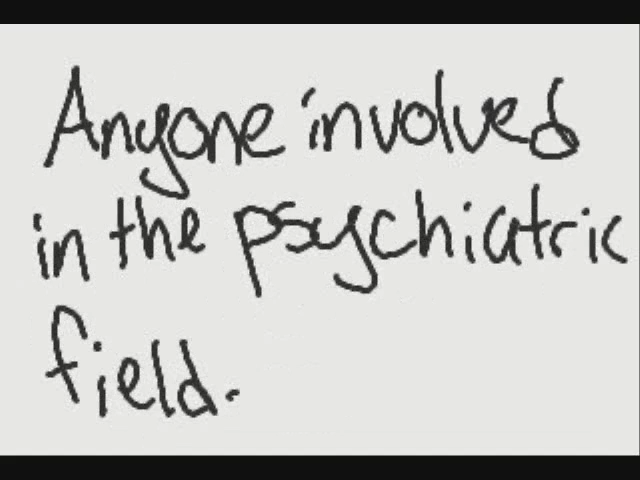 Anyone involved
in the psychiatric
field.